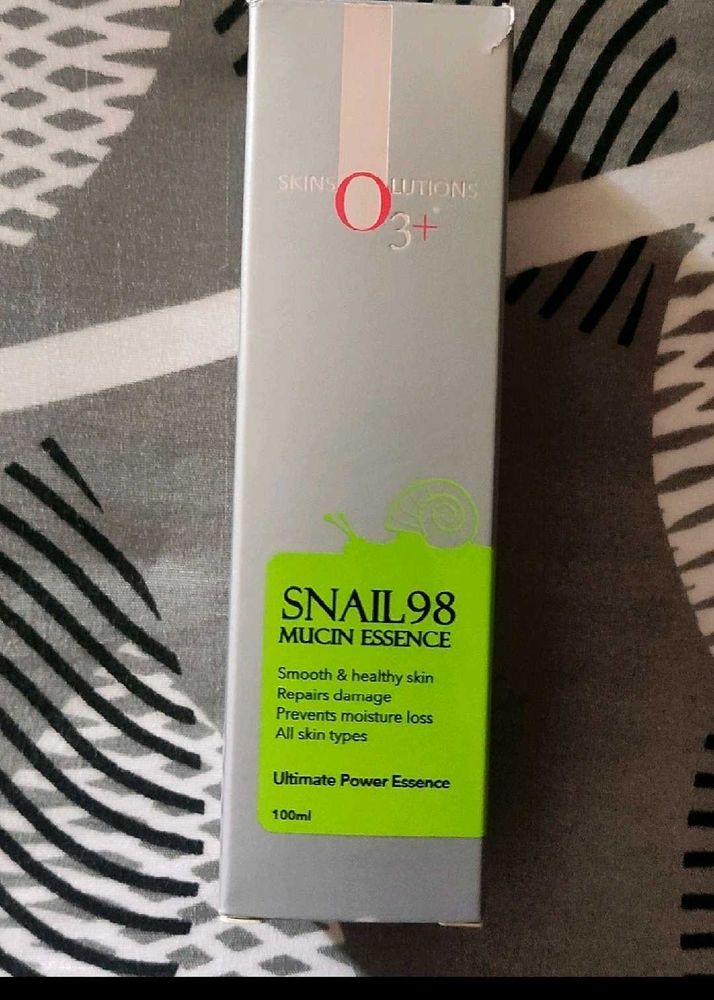 SKINSOLUTIONS
O3+
SNAIL98
MUCIN ESSENCE
Smooth & healthy skin
Repairs damage
Prevents moisture loss
All skin types
Ultimate Power Essence
100ml